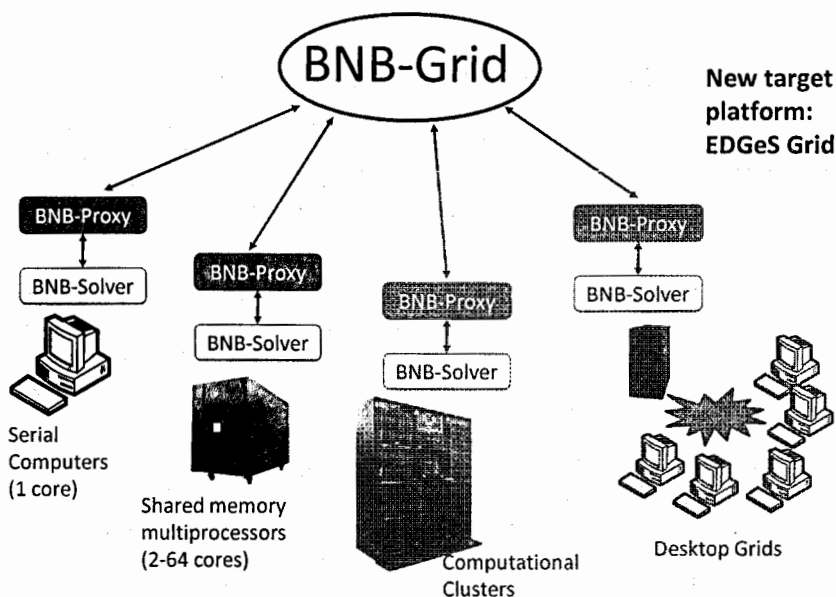 BNB-Grid
New target
platform:
EDGeS Grid
BNB-Proxy
BNB-Solver
Serial
Computers
(1 core)
BNB-Proxy
BNB-Solver
Shared memory
multiprocessors
(2-64 cores)
BNB-Proxy
BNB-Solver
Computational
Clusters
BNB-Proxy
BNB-Solver
Desktop Grids